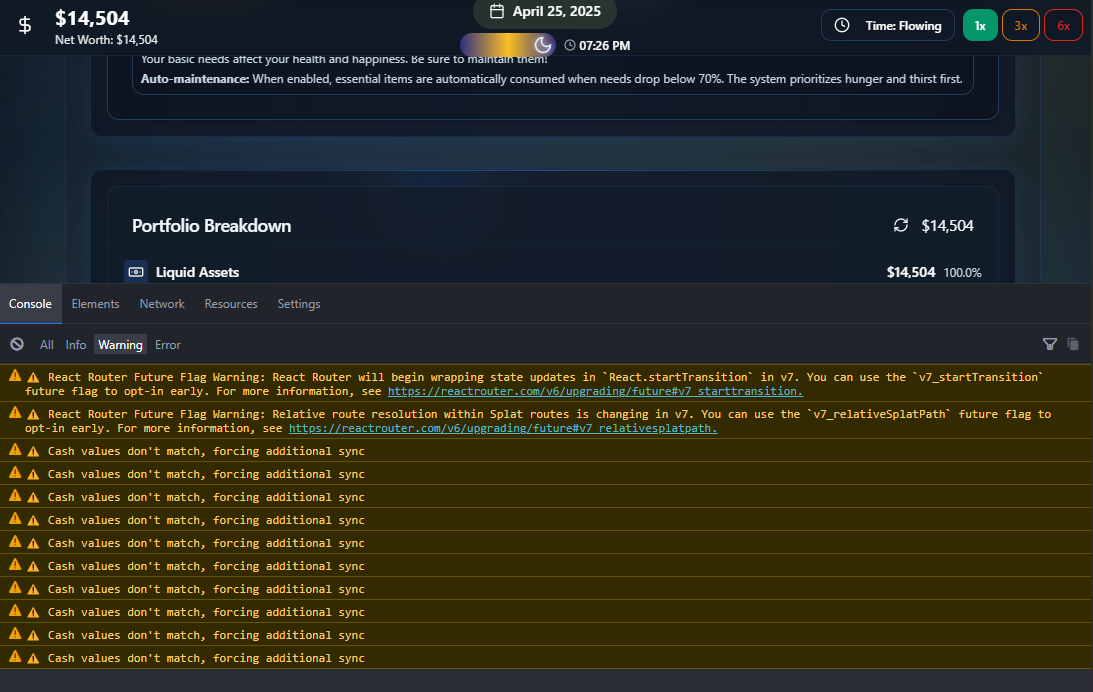 $14,504
Net Worth: $14,504
April 25, 2025
07:26 PM
Time: Flowing
1x
3x
6x
Your basic needs affect your health and happiness. Be sure to maintain them!
Auto-maintenance: When enabled, essential items are automatically consumed when needs drop below 70%. The system prioritizes hunger and thirst first.
Portfolio Breakdown
$14,504
Liquid Assets
$14,504 100.0%
Console Elements Network Resources Settings
All Info Warning Error
React Router Future Flag Warning: React Router will begin wrapping state updates in `React.startTransition` in v7. You can use the `v7_startTransition`
future flag to opt-in early. For more information, see https://reactrouter.com/v6/upgrading/future#v7_starttransition.
React Router Future Flag Warning: Relative route resolution within Splat routes is changing in v7. You can use the `v7_relativeSplatPath` future flag to
opt-in early. For more information, see https://reactrouter.com/v6/upgrading/future#v7_relativesplatpath.
Cash values don't match, forcing additional sync
Cash values don't match, forcing additional sync
Cash values don't match, forcing additional sync
Cash values don't match, forcing additional sync
Cash values don't match, forcing additional sync
Cash values don't match, forcing additional sync
Cash values don't match, forcing additional sync
Cash values don't match, forcing additional sync
Cash values don't match, forcing additional sync
Cash values don't match, forcing additional sync